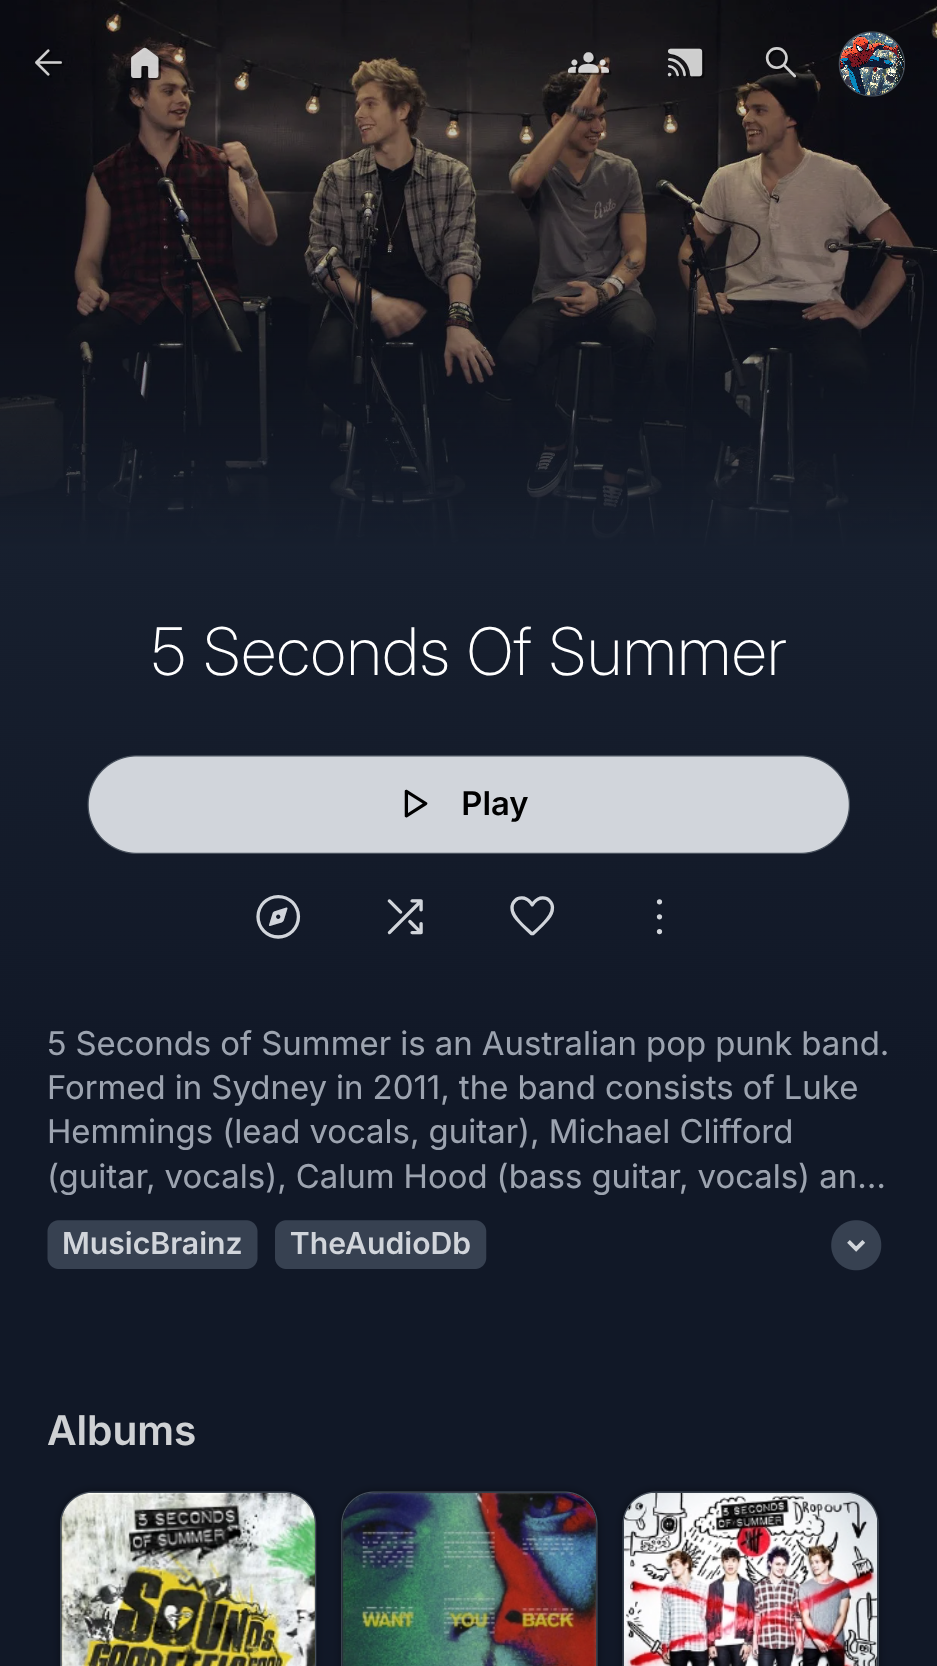 5 Seconds Of Summer
Play
5 Seconds of Summer is an Australian pop punk band.
Formed in Sydney in 2011, the band consists of Luke
Hemmings (lead vocals, guitar), Michael Clifford
(guitar, vocals), Calum Hood (bass guitar, vocals) an...
MusicBrainz TheAudioDb
Albums
5 SECONDS
OF SUMMER
SOUNDS
GOOD FEELS GOOD
WANT YOU BACK
5 SECONDS
OF SUMMER
DROPOUT